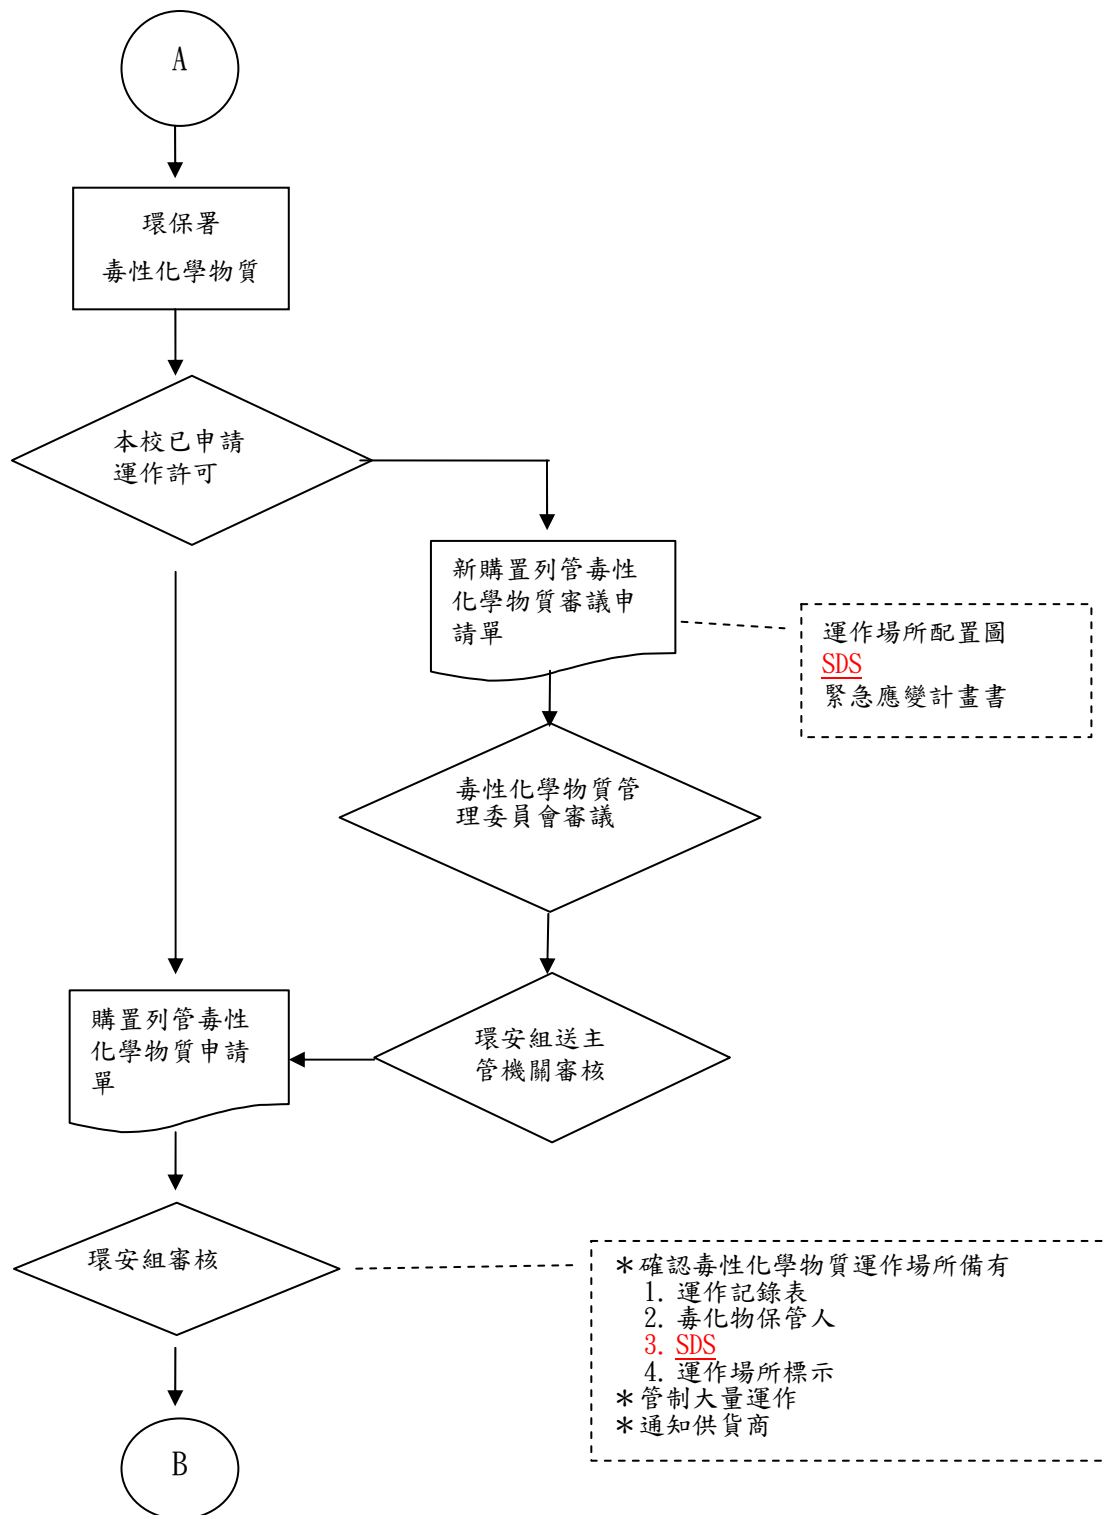 A
環保署
毒性化學物質
本校已申請
運作許可
新購置列管毒性
化學物質審議申
請單
運作場所配置圖
SDS
緊急應變計畫書
毒性化學物質管
理委員會審議
環安組送主
管機關審核
購置列管毒性
化學物質申請
單
環安組審核
＊確認毒性化學物質運作場所備有
1. 運作記錄表
2. 毒化物保管人
3. SDS
4. 運作場所標示
＊管制大量運作
＊通知供貨商
B